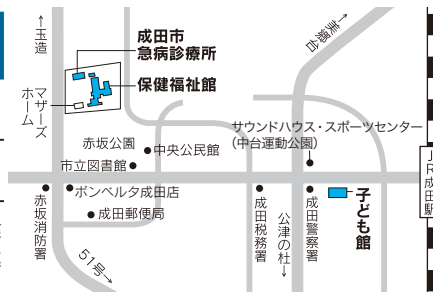 ←玉造
成田市
急病診療所
保健福祉館
マザーズ
ホーム
←美郷台
赤坂公園
中央公民館
市立図書館
サウンドハウス・スポーツセンター
(中台運動公園)
ボンベルタ成田店
成田郵便局
赤坂消防署
51号→
成田税務署
公津の杜→
成田警察署
子ども館
JR成田駅